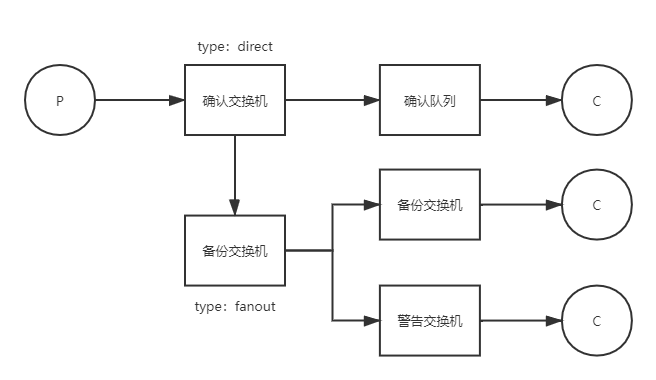 type: direct
P
确认交换机
确认队列
C
备份交换机
C
备份交换机
type: fanout
警告交换机
C